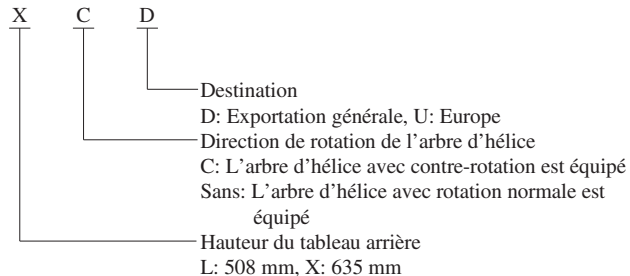 X C D
Destination
D: Exportation générale, U: Europe
Direction de rotation de l’arbre d’hélice
C: L’arbre d’hélice avec contre-rotation est équipé
Sans: L’arbre d’hélice avec rotation normale est
équipé
Hauteur du tableau arrière
L: 508 mm, X: 635 mm